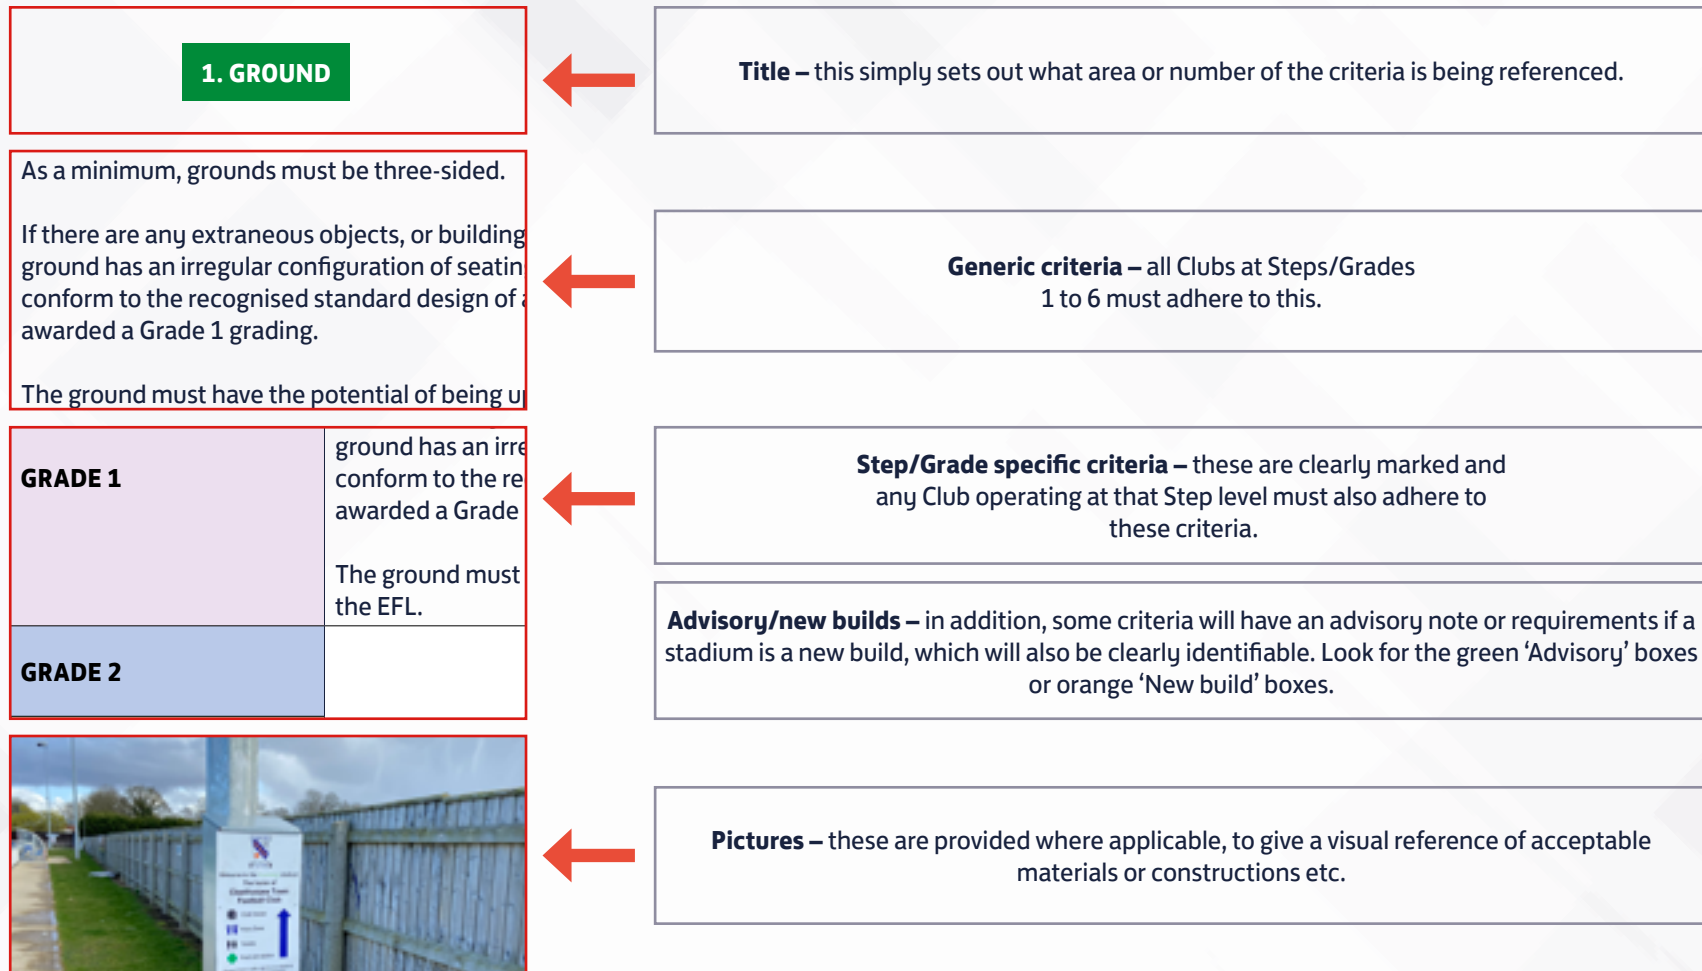 1. GROUND
Title – this simply sets out what area or number of the criteria is being referenced.
As a minimum, grounds must be three-sided.
If there are any extraneous objects, or building
ground has an irregular configuration of seatin
conform to the recognised standard design of a
awarded a Grade 1 grading.
The ground must have the potential of being u
Generic criteria – all Clubs at Steps/Grades
1 to 6 must adhere to this.
GRADE 1
ground has an irre
conform to the re
awarded a Grade
The ground must
the EFL.
GRADE 2
Step/Grade specific criteria – these are clearly marked and
any Club operating at that Step level must also adhere to
these criteria.
Advisory/new builds – in addition, some criteria will have an advisory note or requirements if a
stadium is a new build, which will also be clearly identifiable. Look for the green ‘Advisory’ boxes
or orange ‘New build’ boxes.
The home of
Cleethorpes Town
Football Club
Pictures – these are provided where applicable, to give a visual reference of acceptable
materials or constructions etc.